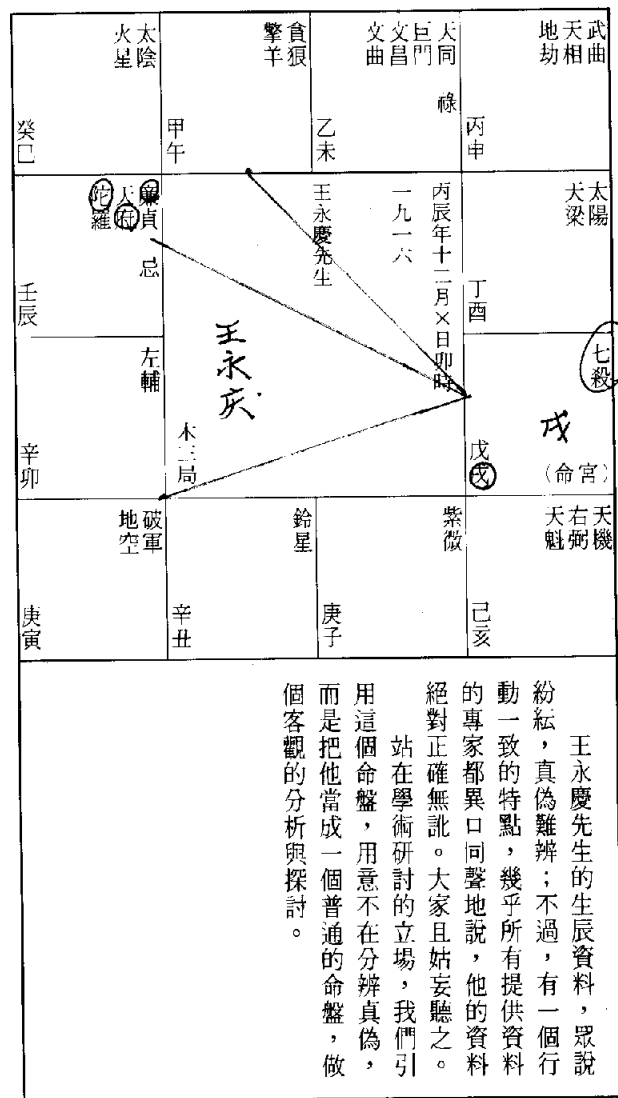 武曲
天相
地劫
丙申
天同 祿
巨門
文昌
文曲
乙未
貪狼
擎羊
甲午
太陰
火星
癸巳
太陽
天梁
丁酉
丙辰年十二月×日卯時
一九一六
王永慶先生
王永庆
木三局
廉貞 忌
天府
陀羅
壬辰
七殺
戌
(命宮)
戊戌
左輔
辛卯
天機
右弼
天魁
己亥
紫微
庚子
鈴星
辛丑
破軍
地空
庚寅
王永慶先生的生辰資料,眾說
紛紜,真偽難辨;不過,有一個行
動一致的特點,幾乎所有提供資料
的專家都異口同聲地說,他的資料
絕對正確無訛。大家且姑妄聽之。
站在學術研討的立場,我們引
用這個命盤,用意不在分辨真偽,
而是把他當成一個普通的命盤,做
個客觀的分析與探討。